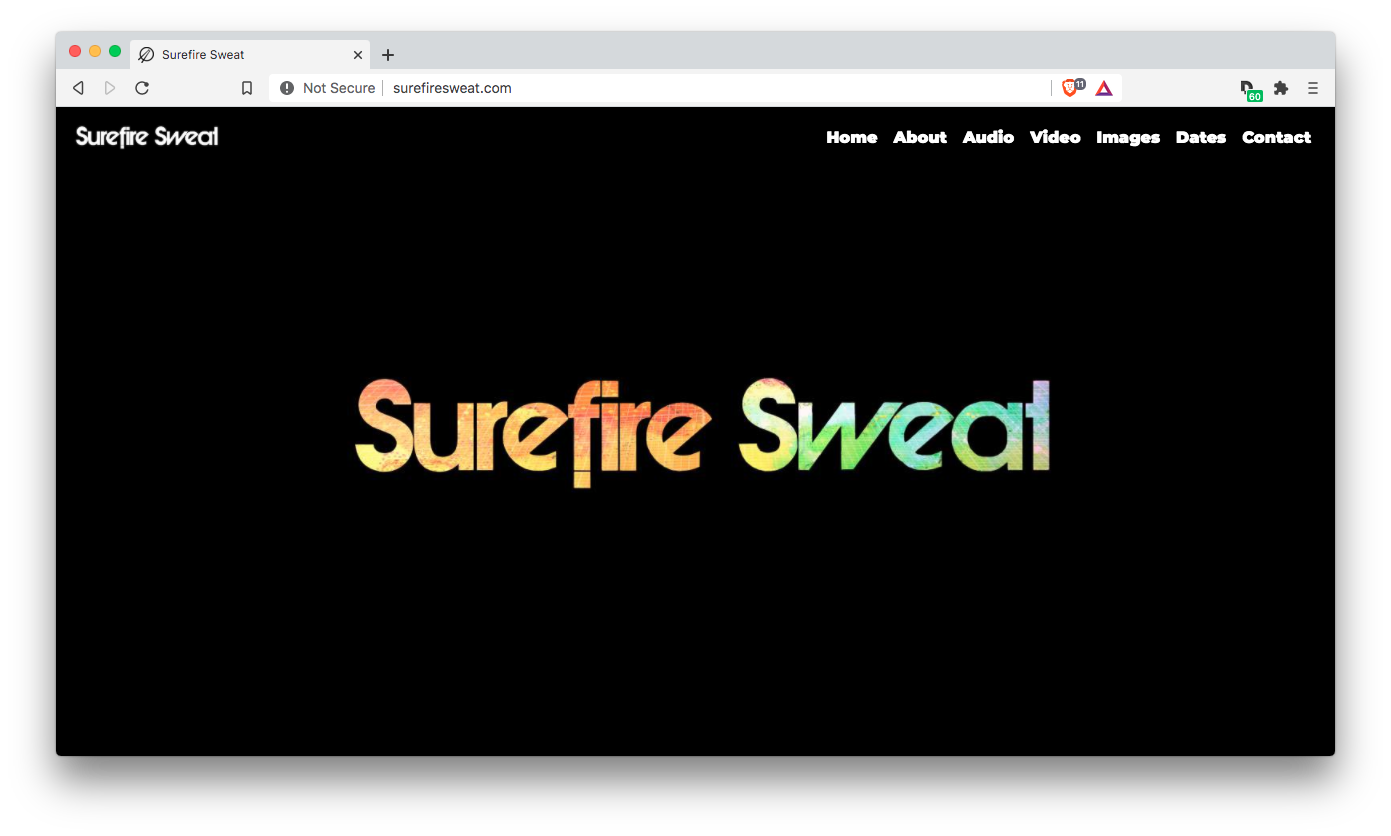 Surefire Sweat
Not Secure surefiresweat.com 11 60
Surefire Sweat Home About Audio Video Images Dates Contact
Surefire Sweat